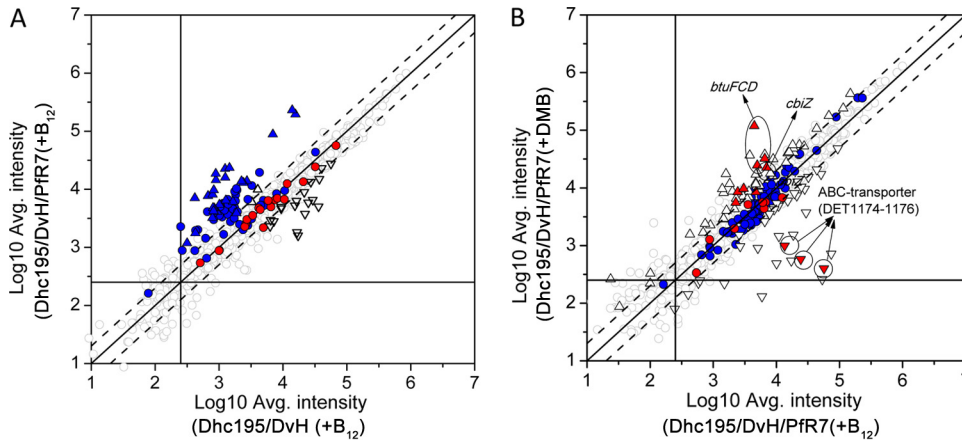 A
7
6
5
4
3
2
1
Log10 Avg. intensity
(Dhc195/DvH/PfR7(+B12)
1 2 3 4 5 6 7
Log10 Avg. intensity
(Dhc195/DvH (+B12)
B
7
6
5
4
3
2
1
Log10 Avg. intensity
(Dhc195/DvH/PfR7(+DMB)
btuFCD
cbiZ
ABC-transporter
(DET1174-1176)
1 2 3 4 5 6 7
Log10 Avg. intensity
(Dhc195/DvH/PfR7(+B12)